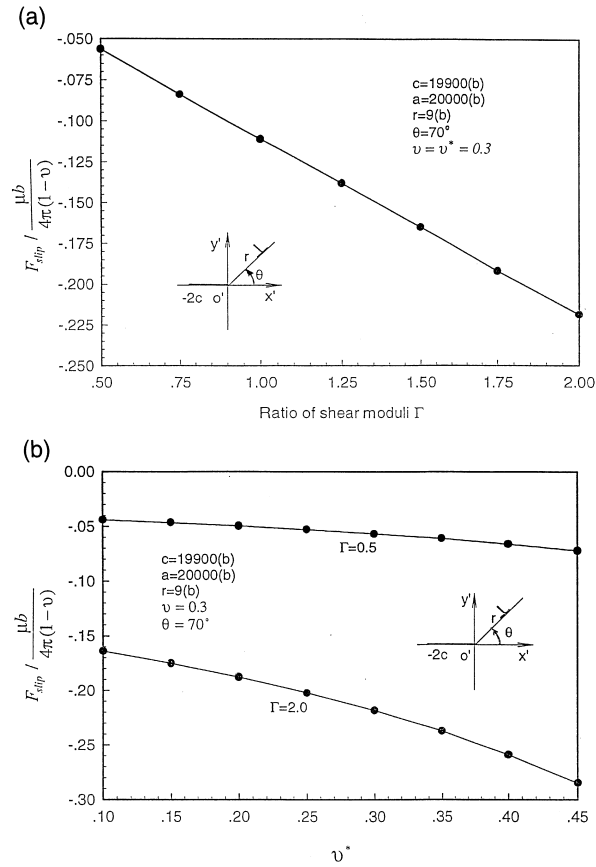 (a)
-.050
-.075
-.100
-.125
-.150
-.175
-.200
-.225
-.250
F_slip / μb / 4π(1−υ)
c=19900(b)
a=20000(b)
r=9(b)
θ=70°
υ = υ* = 0.3
y'
r
θ
-2c o' x'
.50 .75 1.00 1.25 1.50 1.75 2.00
Ratio of shear moduli Γ
(b)
0.00
-.05
-.10
-.15
-.20
-.25
-.30
F_slip / μb / 4π(1−υ)
Γ=0.5
c=19900(b)
a=20000(b)
r=9(b)
υ = 0.3
θ = 70°
y'
r
θ
-2c o' x'
Γ=2.0
.10 .15 .20 .25 .30 .35 .40 .45
υ*